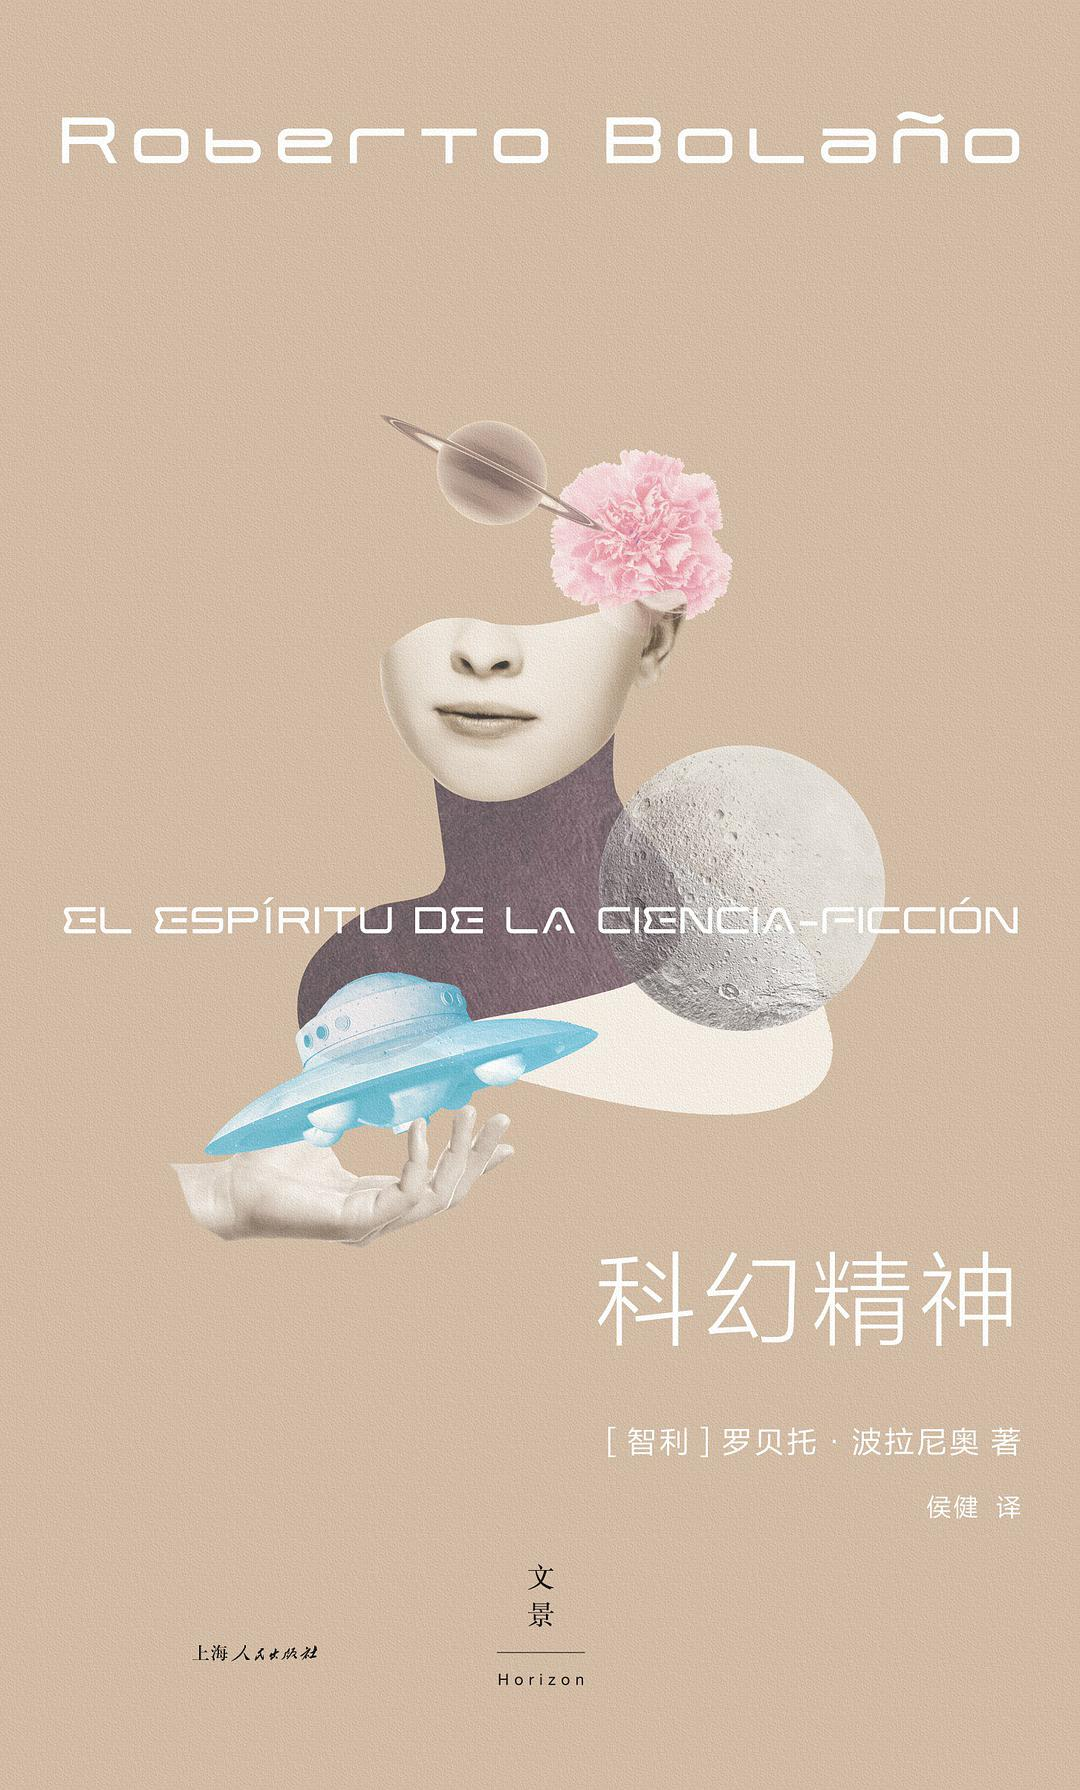 Roberto Bolaño
EL ESPÍRITU DE LA CIENCIA-FICCIÓN
科幻精神
[智利]罗贝托·波拉尼奥 著
侯健 译
文
景
上海人民出版社
Horizon